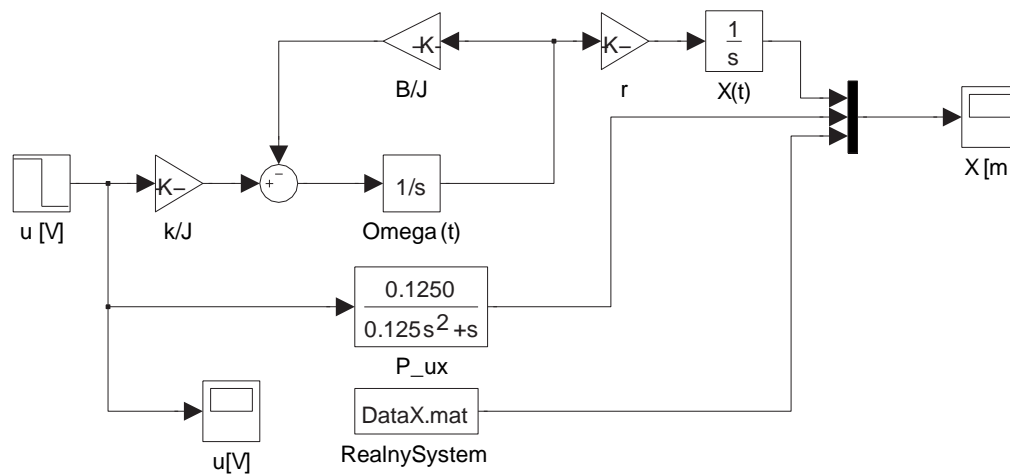 -K-
-K-
1
s
B/J
r
X(t)
-K-
1/s
X [m
u [V]
k/J
Omega (t)
0.1250
0.125s²+s
P_ux
DataX.mat
u[V]
RealnySystem